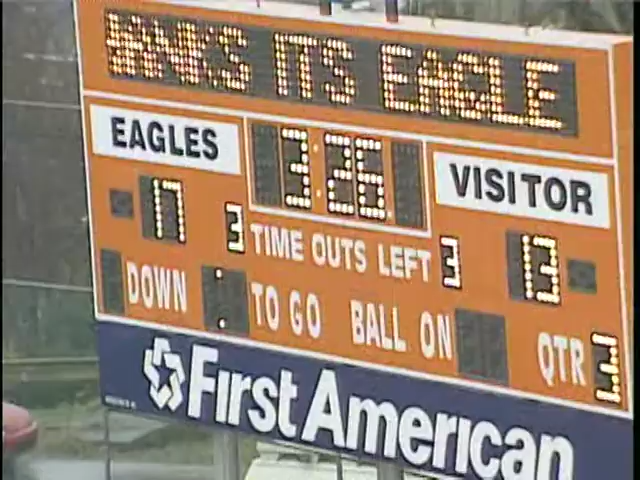 HANKS ITS EAGLE
EAGLES 3:26 VISITOR
17 3 TIME OUTS LEFT 3 13
DOWN : TO GO BALL ON QTR 3
First American